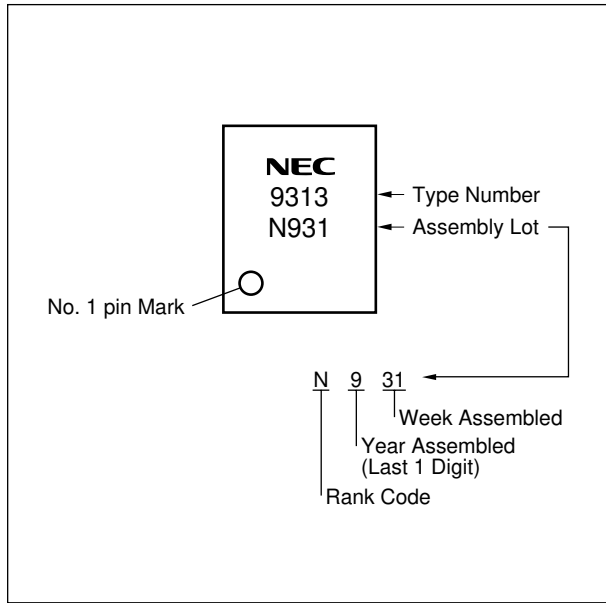 NEC
9313
N931
Type Number
Assembly Lot
No. 1 pin Mark
N 9 31
Week Assembled
Year Assembled
(Last 1 Digit)
Rank Code